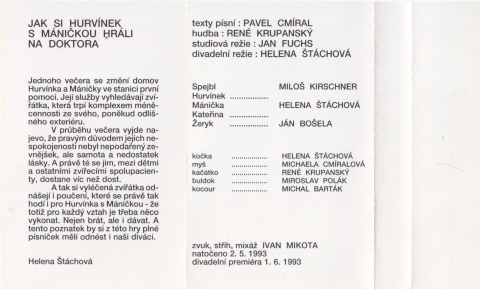 JAK SI HURVÍNEK
S MÁNIČKOU HRÁLI
NA DOKTORA
Jednoho večera se změní domov
Hurvínka a Máničky ve stanici první
pomoci. Její služby vyhledávají zví-
řátka, která trpí komplexem méně-
cennosti ze svého, poněkud odliš-
ného exteriéru.
V průběhu večera vyjde na-
jevo, že pravým důvodem jejich ne-
spokojenosti nebyl nepodařený ze-
vnějšek, ale samota a nedostatek
lásky. A právě té se jim, mezi dětmi
a ostatními zvířecími spolupacien-
ty, dostane víc než dost.
A tak si vyléčená zvířátka od-
nášejí i poučení, které se právě tak
hodí i pro Hurvínka s Máničkou - že
totiž pro každý vztah je třeba něco
vykonat. Nejen brát, ale i dávat. A
tento poznatek by si z této hry plné
písniček měli odnést i naši diváci.
Helena Štáchová
texty písní : PAVEL CMÍRAL
hudba : RENÉ KRUPANSKÝ
studiová režie : JAN FUCHS
divadelní režie : HELENA ŠTÁCHOVÁ
Spejbl MILOŠ KIRSCHNER
Hurvínek ..................
Mánička HELENA ŠTÁCHOVÁ
Kateřina ..................
Žeryk JÁN BOŠELA
kočka .................. HELENA ŠTÁCHOVÁ
myš .................. MICHAELA CMÍRALOVÁ
kačátko .................. RENÉ KRUPANSKÝ
buldok .................. MIROSLAV POLÁK
kocour .................. MICHAL BARTÁK
zvuk, střih, mixáž IVAN MIKOTA
natočeno 2. 5. 1993
divadelní premiéra 1. 6. 1993